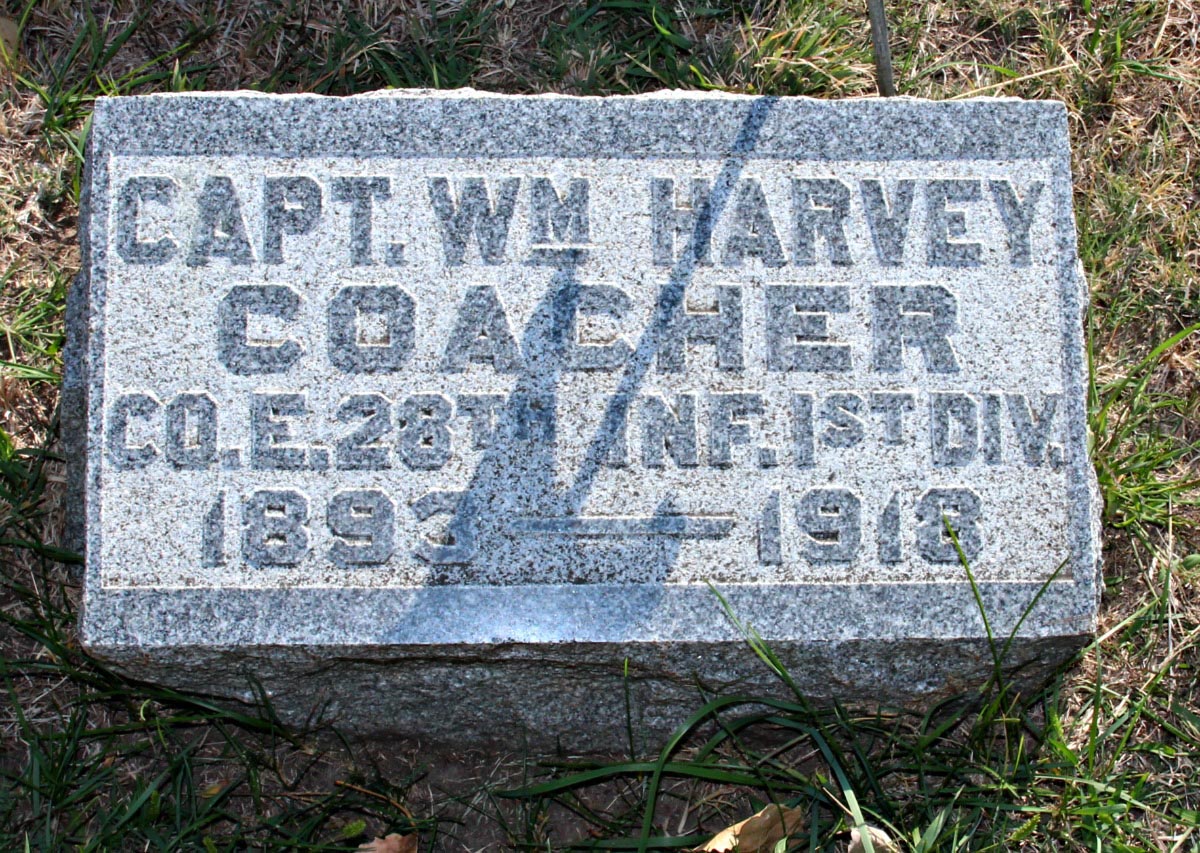 CAPT. WM HARVEY
COACHER
CO. E. 28TH INF. 1ST DIV.
1893 — 1918